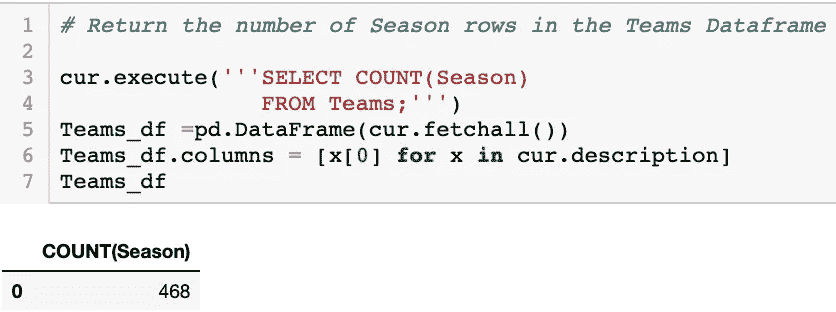 1 # Return the number of Season rows in the Teams Dataframe
2
3 cur.execute('''SELECT COUNT(Season)
4                FROM Teams;''')
5 Teams_df =pd.DataFrame(cur.fetchall())
6 Teams_df.columns = [x[0] for x in cur.description]
7 Teams_df
COUNT(Season)
0 468